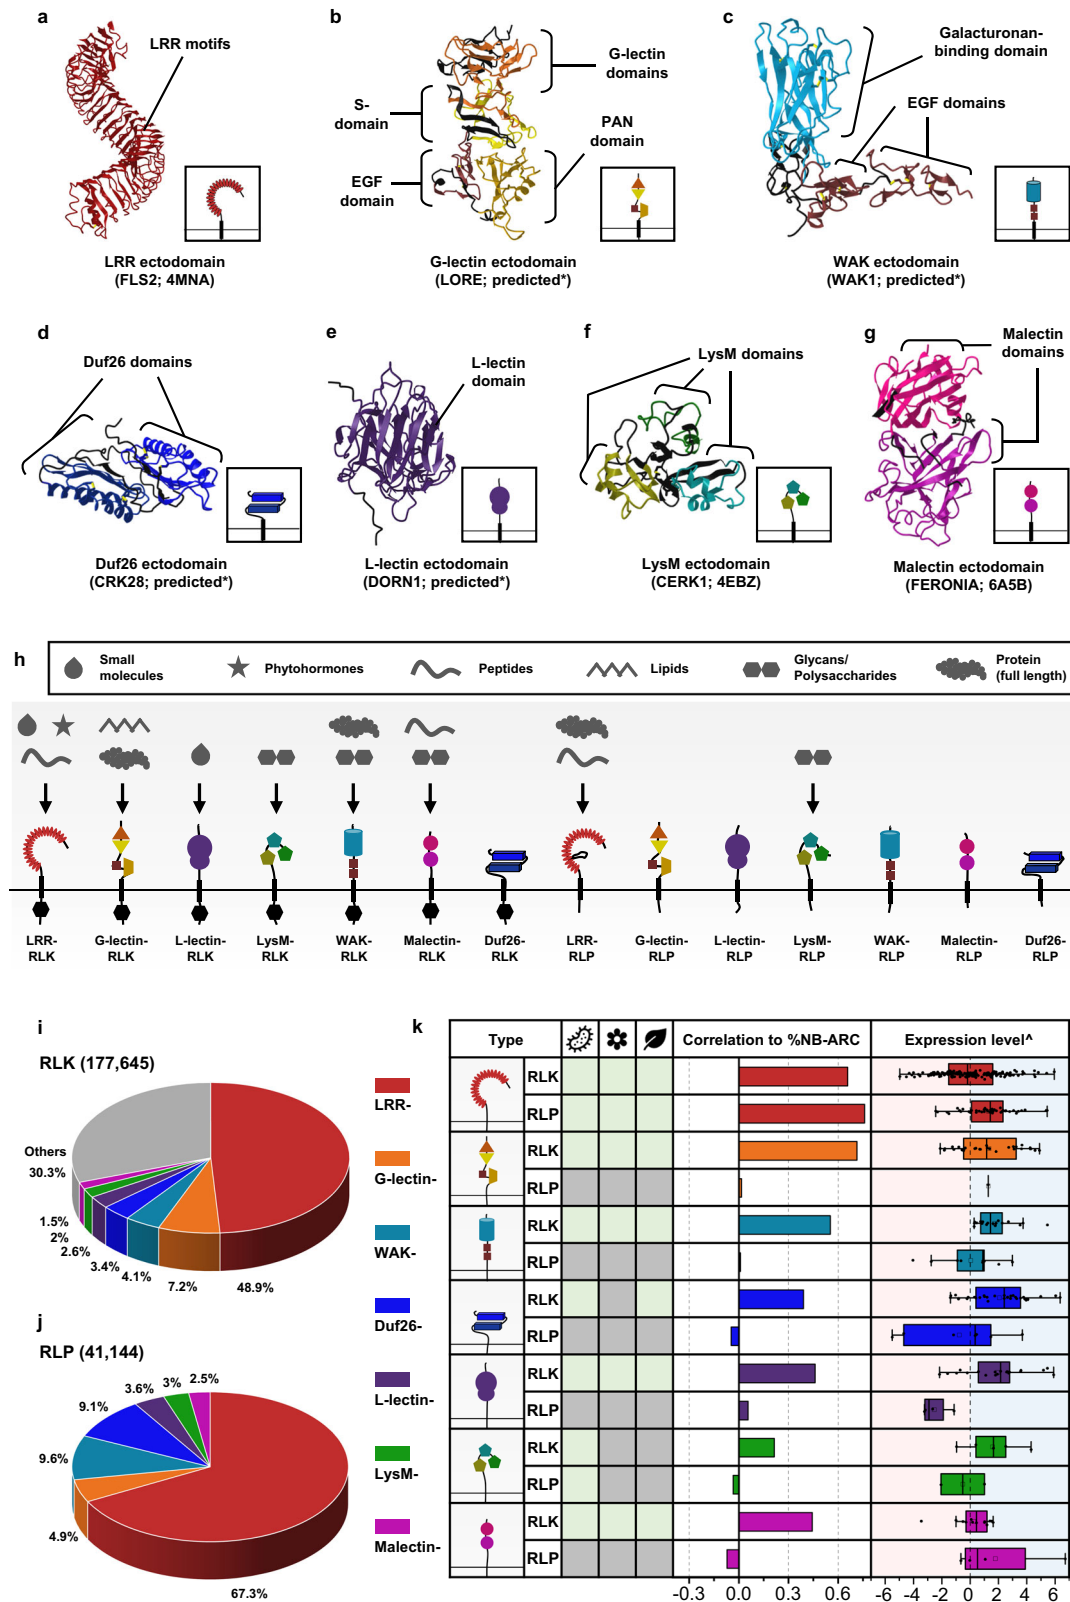 a
LRR motifs
LRR ectodomain
(FLS2; 4MNA)
b
G-lectin
domains
S-
domain
PAN
domain
EGF
domain
G-lectin ectodomain
(LORE; predicted*)
c
Galacturonan-
binding domain
EGF domains
WAK ectodomain
(WAK1; predicted*)
d
Duf26 domains
Duf26 ectodomain
(CRK28; predicted*)
e
L-lectin
domain
L-lectin ectodomain
(DORN1; predicted*)
f
LysM domains
LysM ectodomain
(CERK1; 4EBZ)
g
Malectin
domains
Malectin ectodomain
(FERONIA; 6A5B)
h
Small
molecules
Phytohormones
Peptides
Lipids
Glycans/
Polysaccharides
Protein
(full length)
LRR-
RLK
G-lectin-
RLK
L-lectin-
RLK
LysM-
RLK
WAK-
RLK
Malectin-
RLK
Duf26-
RLK
LRR-
RLP
G-lectin-
RLP
L-lectin-
RLP
LysM-
RLP
WAK-
RLP
Malectin-
RLP
Duf26-
RLP
i
RLK (177,645)
Others
30.3%
1.5%
2%
2.6%
3.4%
4.1%
7.2%
48.9%
j
RLP (41,144)
9.1%
3.6%
3%
2.5%
9.6%
4.9%
67.3%
LRR-
G-lectin-
WAK-
Duf26-
L-lectin-
LysM-
Malectin-
k
Type
Correlation to %NB-ARC
Expression level^
RLK
RLP
RLK
RLP
RLK
RLP
RLK
RLP
RLK
RLP
RLK
RLP
RLK
RLP
-0.3 0.0 0.3 0.6
-6 -4 -2 0 2 4 6